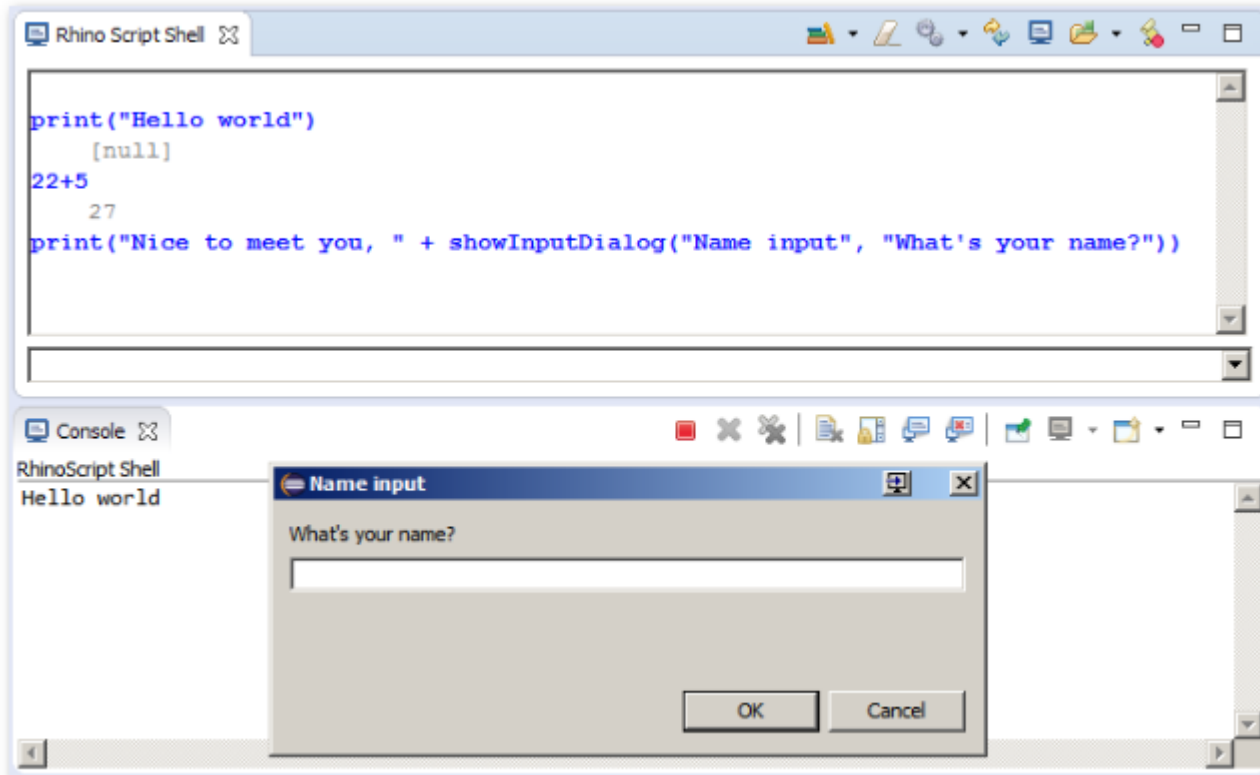 Rhino Script Shell
print("Hello world")
[null]
22+5
27
print("Nice to meet you, " + showInputDialog("Name input", "What's your name?"))
Console
RhinoScript Shell
Hello world
Name input
What's your name?
OK Cancel